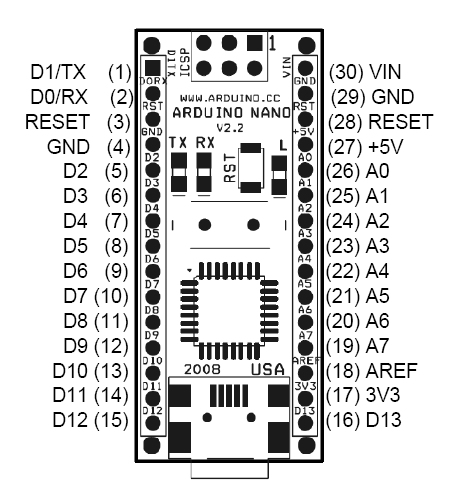 D1/TX (1)
D0/RX (2)
RESET (3)
GND (4)
D2 (5)
D3 (6)
D4 (7)
D5 (8)
D6 (9)
D7 (10)
D8 (11)
D9 (12)
D10 (13)
D11 (14)
D12 (15)
D1TX
ICSP
1
VIN
WWW.ARDUINO.CC
ARDUINO NANO
V2.2
TX RX
RST
L
D0RX
RST
GND
D2
D3
D4
D5
D6
D7
D8
D9
D10
D11
D12
GND
RST
+5V
A0
A1
A2
A3
A4
A5
A6
A7
AREF
3V3
D13
2008 USA
(30) VIN
(29) GND
(28) RESET
(27) +5V
(26) A0
(25) A1
(24) A2
(23) A3
(22) A4
(21) A5
(20) A6
(19) A7
(18) AREF
(17) 3V3
(16) D13